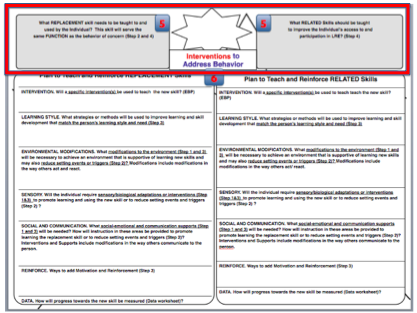 What REPLACEMENT skill needs to be taught to and
used by the individual? This skill will serve the
same FUNCTION as the behavior of concern (Step 2 and 4)
5
Interventions to
Address Behavior
5
What RELATED Skills should be taught
to improve the individual's access to and
participation in LRE? (Step 4)
6
Plan to Teach and Reinforce REPLACEMENT Skills
INTERVENTION. Will a specific intervention(s) be used to teach the new skill? (EBP)
LEARNING STYLE. What strategies or methods will be used to improve learning and skill
development that match the person's learning style and need (Step 3)
ENVIRONMENTAL MODIFICATIONS. What modifications to the environment (Step 1 and 3)
will be necessary to achieve an environment that is supportive of learning new skills and
may also reduce setting events or triggers (Step 2)? Modifications include modifications in
the way others act and react.
SENSORY. Will the individual require sensory/biological adaptations or interventions (Step
1&3) to promote learning and using the new skill or to reduce setting events and triggers
(Step 2) ?
SOCIAL AND COMMUNICATION. What social-emotional and communication supports (Step
1 and 3) will be needed? How will instruction in these areas be provided to promote
learning the replacement skill or to reduce setting events or triggers (Step 2)?
Interventions and Supports include modifications in the way others communicate to the
person.
REINFORCE. Ways to add Motivation and Reinforcement (Step 3)
DATA. How will progress towards the new skill be measured (Data worksheet)?
Plan to Teach and Reinforce RELATED Skills
INTERVENTION. Will a specific intervention(s) be used to teach the new skill? (EBP)
LEARNING STYLE. What strategies or methods will be used to improve learning and skill
development that match the person's learning style and need (Step 3)
ENVIRONMENTAL MODIFICATIONS. What modifications to the environment (Step 1 and 3)
will be necessary to achieve an environment that is supportive of learning new skills and
may also reduce setting events or triggers (Step 2)? Modifications include modifications in
the way others act/ react.
SENSORY. Will the individual require sensory/biological adaptations or interventions (Step
1&3) to promote learning and using the new skill or to reduce setting events and triggers
(Step 2) ?
SOCIAL AND COMMUNICATION. What social-emotional and communication supports (Step
1 and 3) will be needed? How will instruction in these areas be provided to promote
learning the replacement skill or to reduce setting events or triggers (Step 2)?
Interventions and Supports include modifications in the way others communicate to the
person.
REINFORCE. Ways to add Motivation and Reinforcement (Step 3)
DATA. How will progress towards the new skill be measured (Data worksheet)?